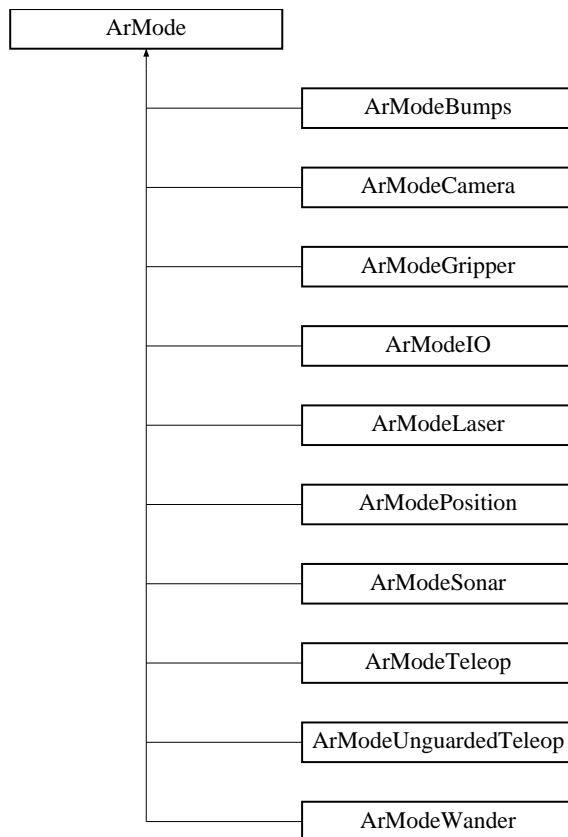 ArMode
ArModeBumps
ArModeCamera
ArModeGripper
ArModeIO
ArModeLaser
ArModePosition
ArModeSonar
ArModeTeleop
ArModeUnguardedTeleop
ArModeWander